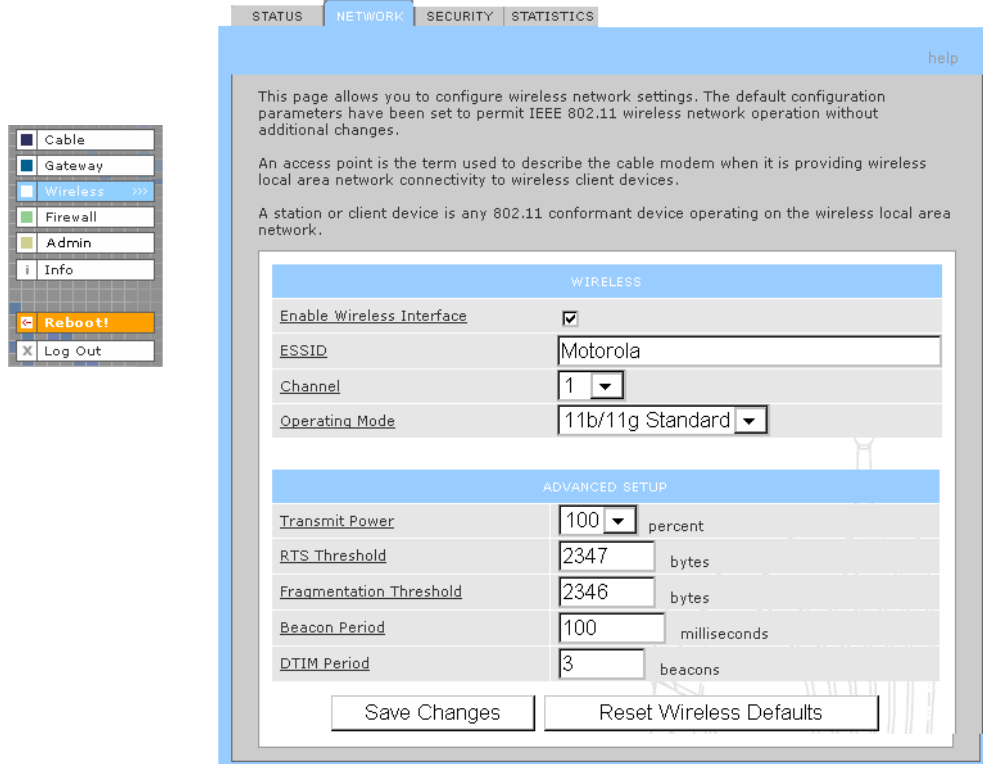 STATUS
NETWORK
SECURITY
STATISTICS
help
Cable
Gateway
Wireless >>>
Firewall
Admin
i Info
Reboot!
X Log Out
This page allows you to configure wireless network settings. The default configuration
parameters have been set to permit IEEE 802.11 wireless network operation without
additional changes.
An access point is the term used to describe the cable modem when it is providing wireless
local area network connectivity to wireless client devices.
A station or client device is any 802.11 conformant device operating on the wireless local area
network.
WIRELESS
Enable Wireless Interface
ESSID Motorola
Channel 1
Operating Mode 11b/11g Standard
ADVANCED SETUP
Transmit Power 100 percent
RTS Threshold 2347 bytes
Fragmentation Threshold 2346 bytes
Beacon Period 100 milliseconds
DTIM Period 3 beacons
Save Changes
Reset Wireless Defaults